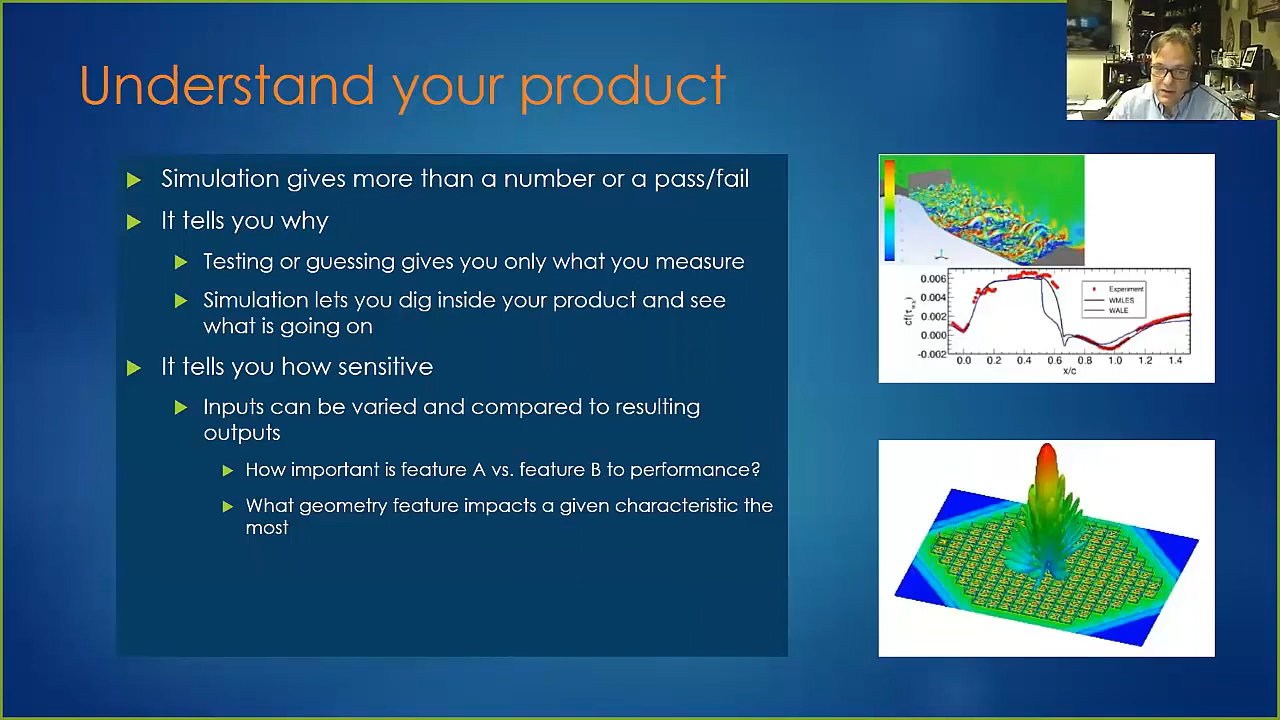 Understand your product
Simulation gives more than a number or a pass/fail
It tells you why
Testing or guessing gives you only what you measure
Simulation lets you dig inside your product and see
what is going on
It tells you how sensitive
Inputs can be varied and compared to resulting
outputs
How important is feature A vs. feature B to performance?
What geometry feature impacts a given characteristic the
most
0.006
0.004
0.002
0.000
-0.002
Experiment
WMLES
WALE
0.0 0.2 0.4 0.6 0.8 1.0 1.2 1.4
x/c